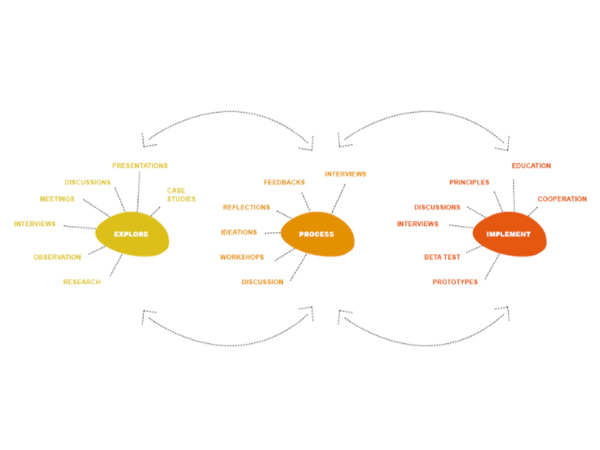 PRESENTATIONS
DISCUSSIONS
CASE
STUDIES
MEETINGS
INTERVIEWS
EXPLORE
OBSERVATION
RESEARCH
INTERVIEWS
FEEDBACKS
REFLECTIONS
IDEATIONS
PROCESS
WORKSHOPS
DISCUSSION
EDUCATION
PRINCIPLES
COOPERATION
DISCUSSIONS
INTERVIEWS
IMPLEMENT
BETA TEST
PROTOTYPES